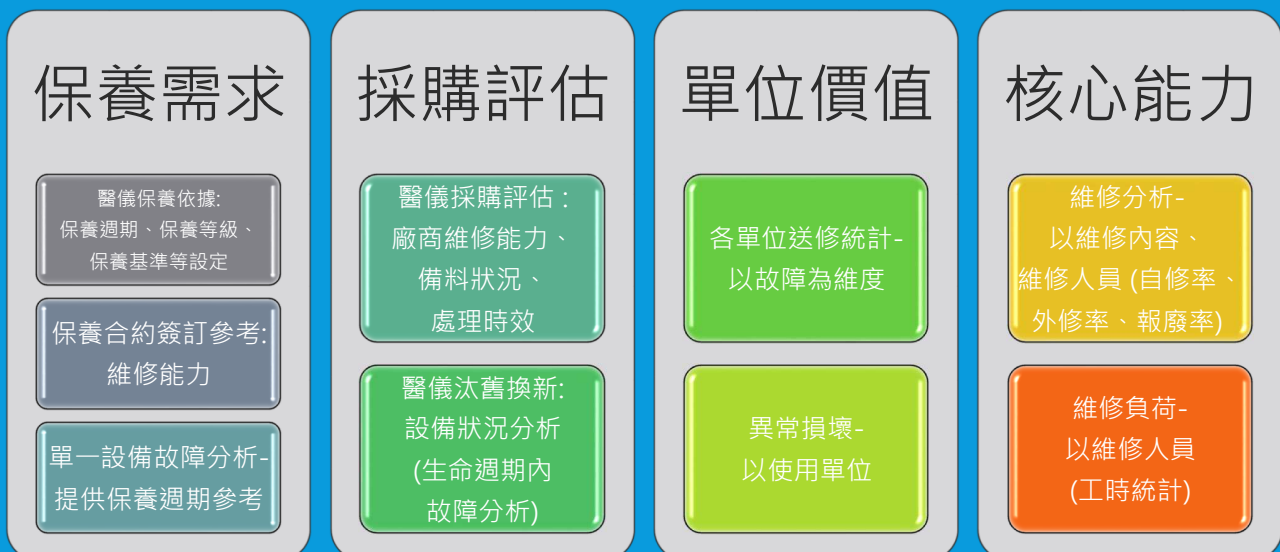 保養需求
醫儀保養依據:
保養週期、保養等級、
保養基準等設定
保養合約簽訂參考:
維修能力
單一設備故障分析-
提供保養週期參考
採購評估
醫儀採購評估 :
廠商維修能力、
備料狀況、
處理時效
醫儀汰舊換新:
設備狀況分析
(生命週期內
故障分析)
單位價值
各單位送修統計-
以故障為維度
異常損壞-
以使用單位
核心能力
維修分析-
以維修內容、
維修人員 (自修率、
外修率、報廢率)
維修負荷-
以維修人員
(工時統計)